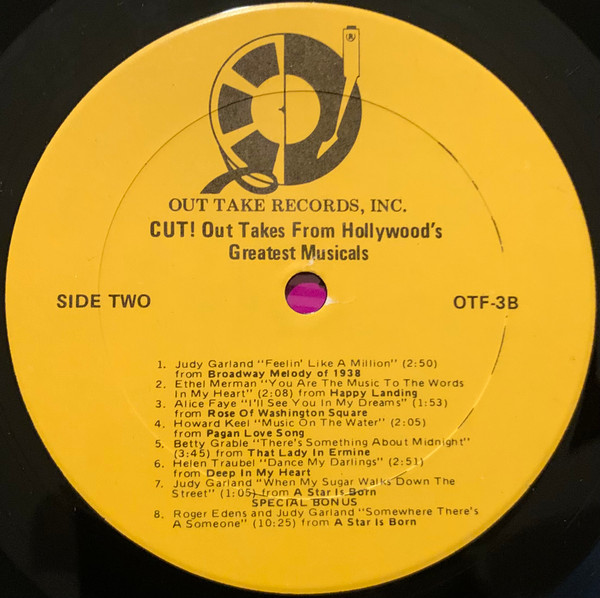 OUT TAKE RECORDS, INC.
CUT! Out Takes From Hollywood's
Greatest Musicals
SIDE TWO
OTF-3B
1. Judy Garland "Feelin' Like A Million" (2:50)
from Broadway Melody of 1938
2. Ethel Merman "You Are The Music To The Words
In My Heart" (2:08) from Happy Landing
3. Alice Faye "I'll See You In My Dreams" (1:53)
from Rose Of Washington Square
4. Howard Keel "Music On The Water" (2:05)
from Pagan Love Song
5. Betty Grable "There's Something About Midnight"
(3:45) from That Lady In Ermine
6. Helen Traubel "Dance My Darlings" (2:51)
from Deep In My Heart
7. Judy Garland "When My Sugar Walks Down The
Street" (1:05) from A Star Is Born
SPECIAL BONUS
8. Roger Edens and Judy Garland "Somewhere There's
A Someone" (10:25) from A Star Is Born